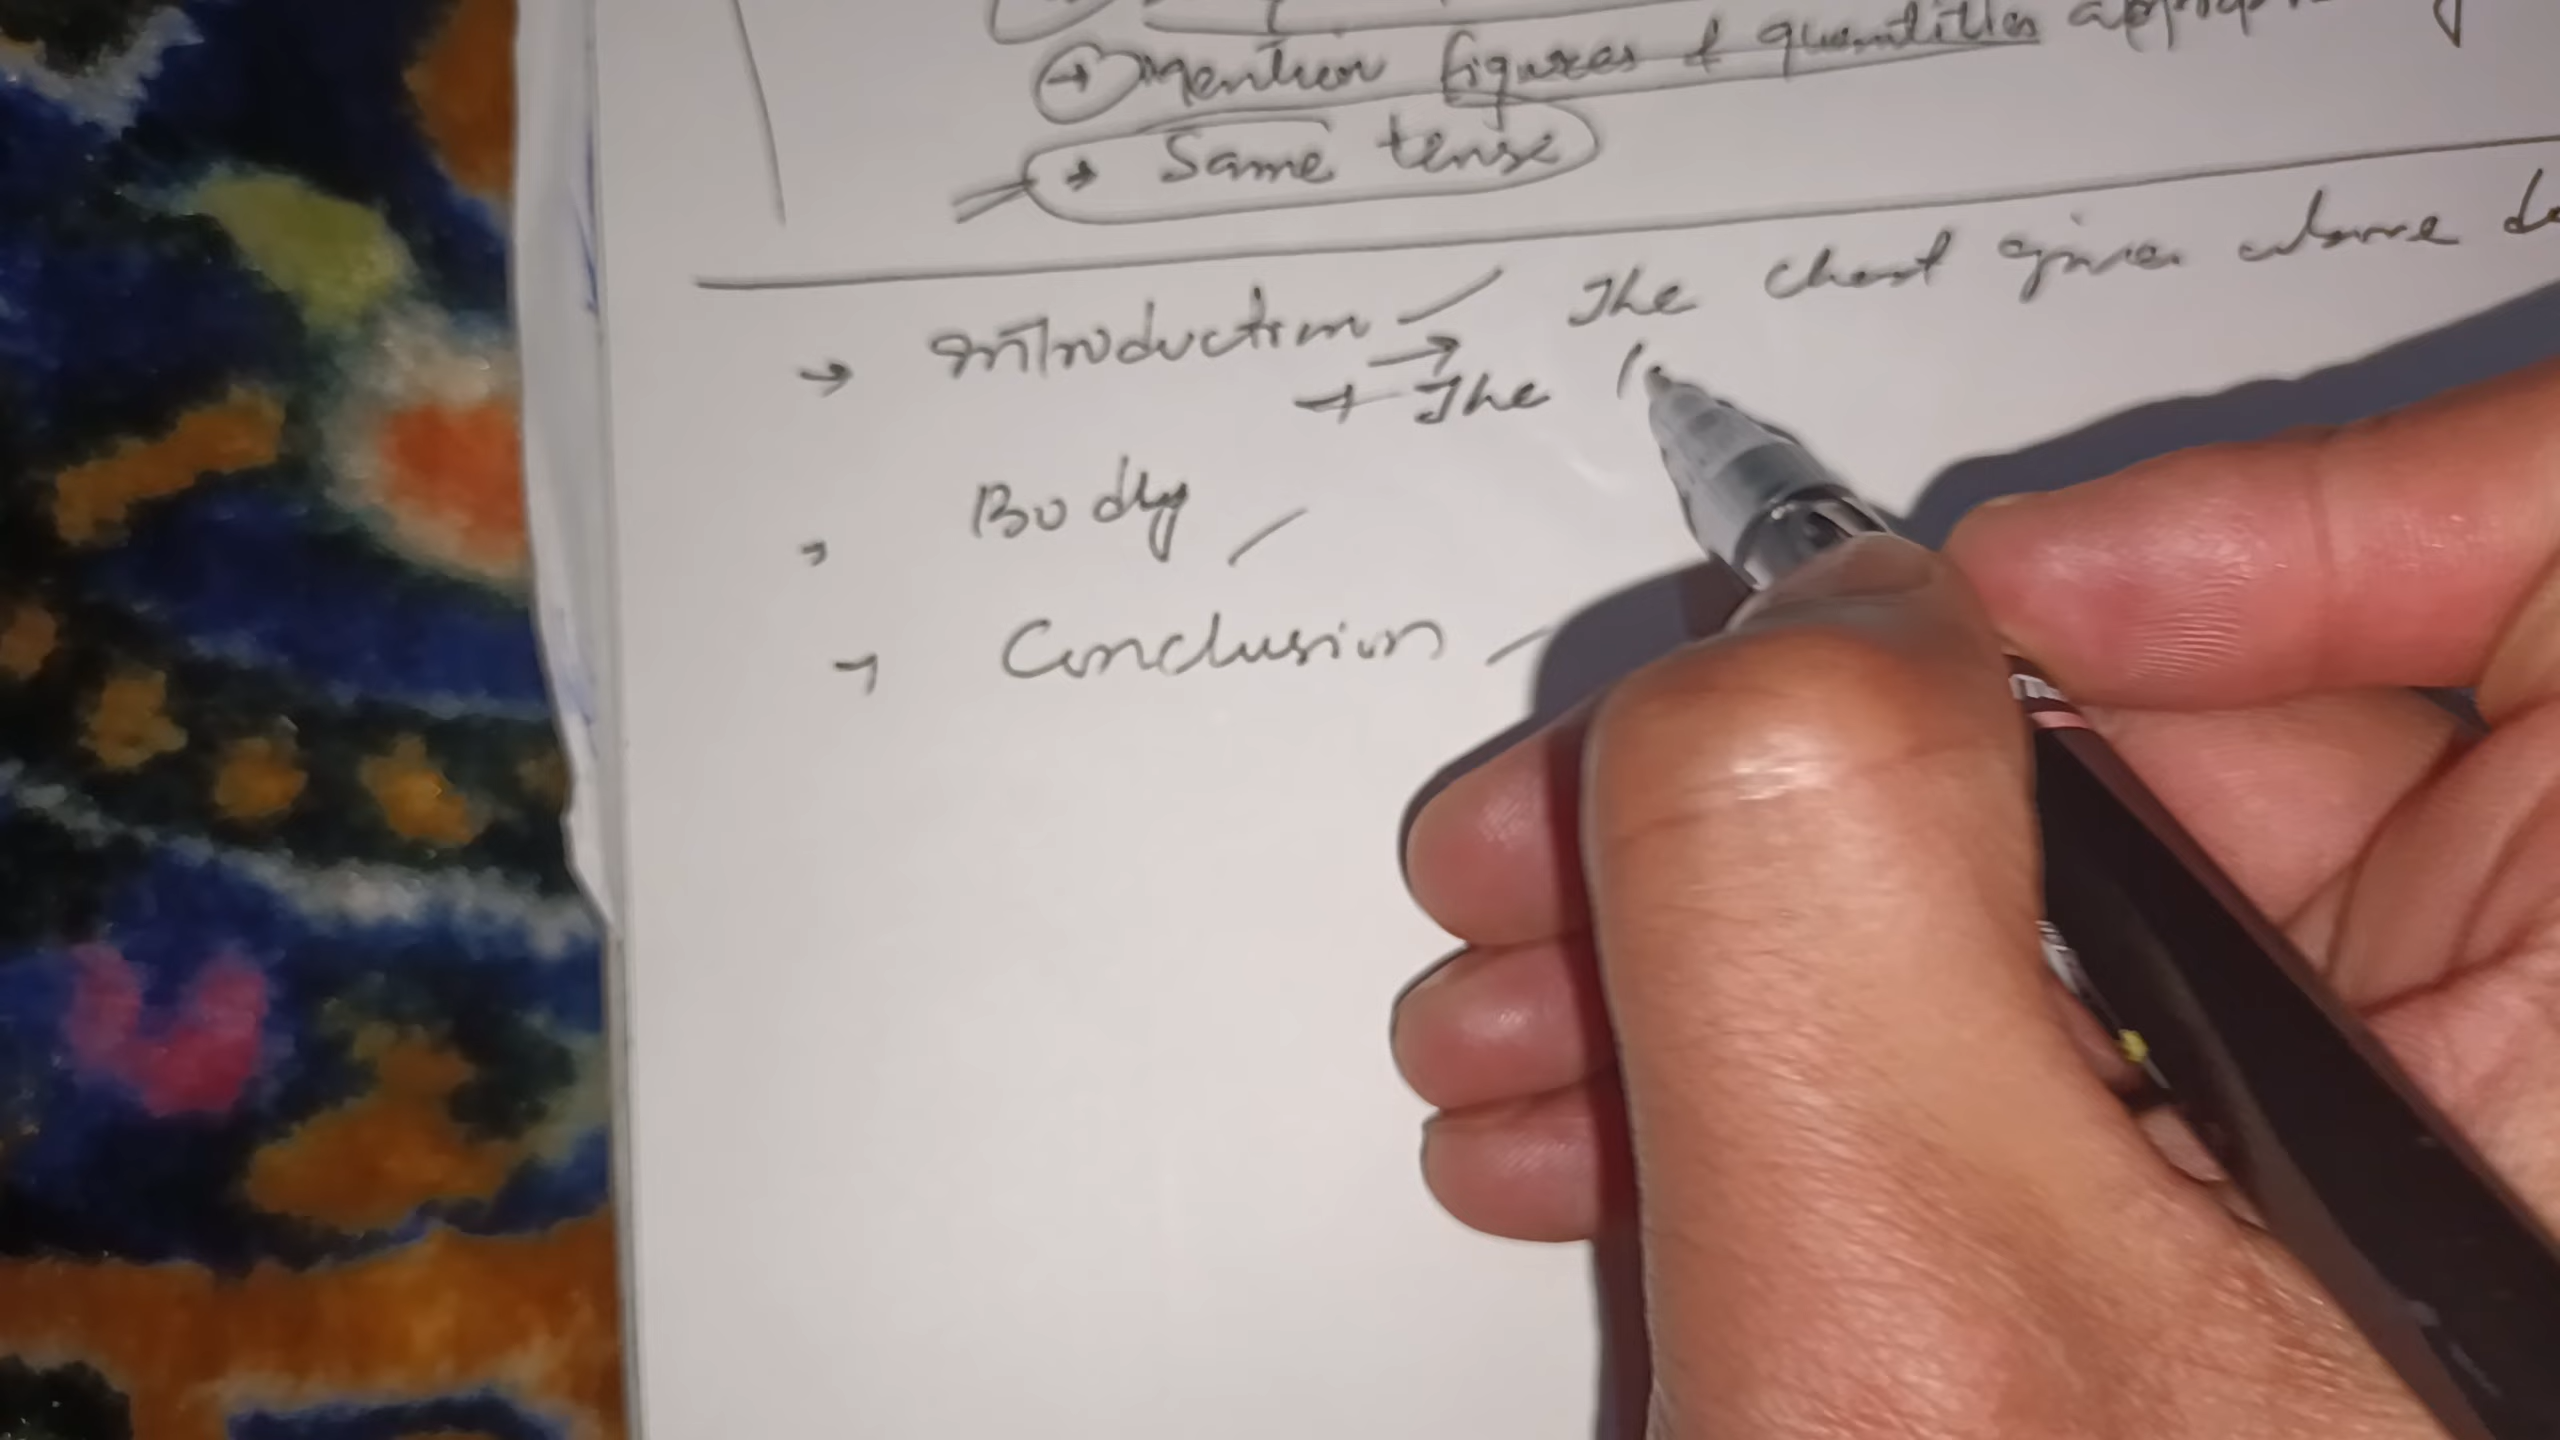 → mention figures & quantities
→ Same tense
→ Introduction → The chart given above
→ The
→ Body
→ Conclusion